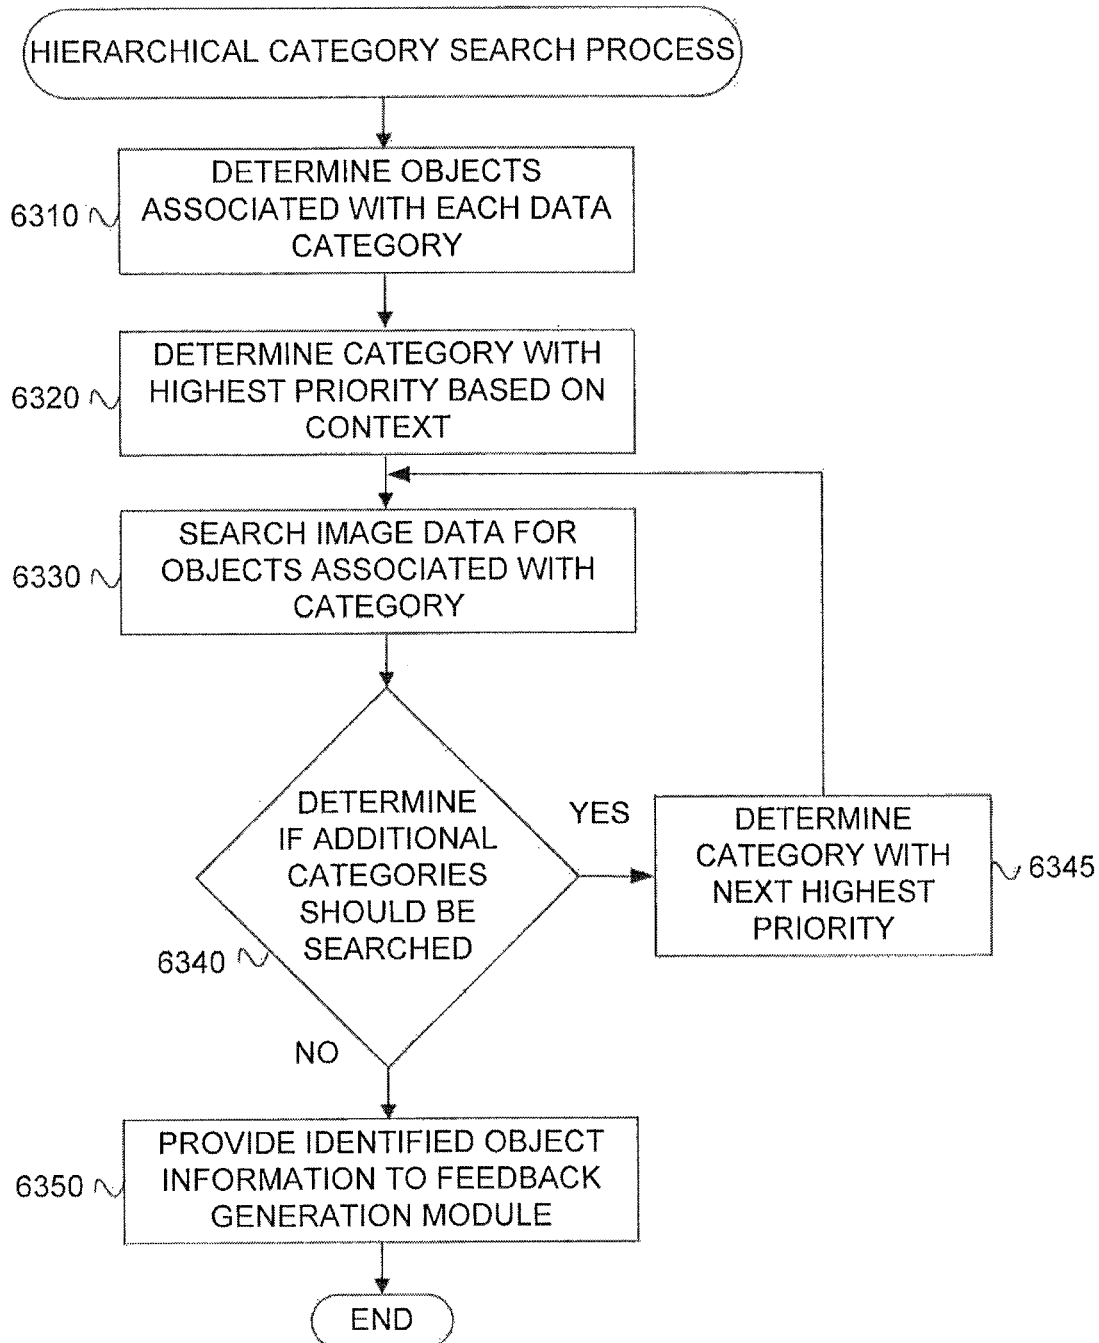 HIERARCHICAL CATEGORY SEARCH PROCESS
DETERMINE OBJECTS
ASSOCIATED WITH EACH DATA
CATEGORY
6310
DETERMINE CATEGORY WITH
HIGHEST PRIORITY BASED ON
CONTEXT
6320
SEARCH IMAGE DATA FOR
OBJECTS ASSOCIATED WITH
CATEGORY
6330
DETERMINE
IF ADDITIONAL
CATEGORIES
SHOULD BE
SEARCHED
6340
YES
DETERMINE
CATEGORY WITH
NEXT HIGHEST
PRIORITY
6345
NO
PROVIDE IDENTIFIED OBJECT
INFORMATION TO FEEDBACK
GENERATION MODULE
6350
END